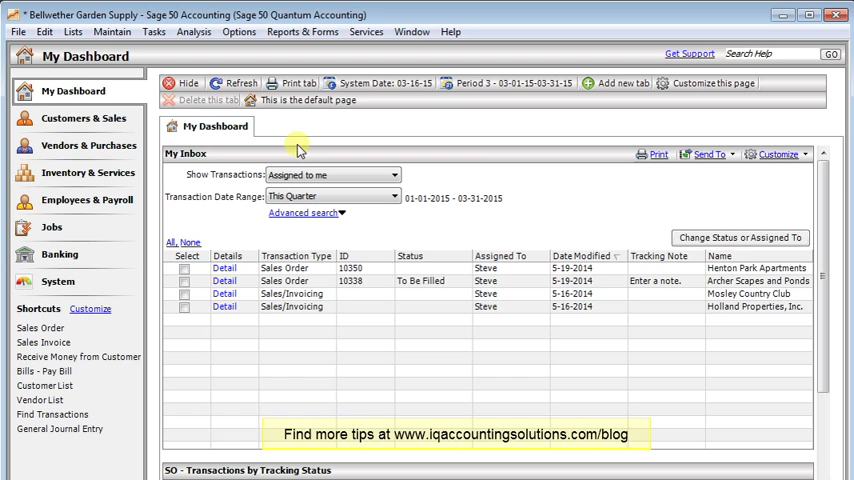 * Bellwether Garden Supply - Sage 50 Accounting (Sage 50 Quantum Accounting)
File Edit Lists Maintain Tasks Analysis Options Reports & Forms Services Window Help
My Dashboard
Get Support Search Help GO
My Dashboard
Customers & Sales
Vendors & Purchases
Inventory & Services
Employees & Payroll
Jobs
Banking
System
Shortcuts Customize
Sales Order
Sales Invoice
Receive Money from Customer
Bills - Pay Bill
Customer List
Vendor List
Find Transactions
General Journal Entry
Hide Refresh Print tab System Date: 03-16-15 Period 3 - 03-01-15-03-31-15 Add new tab Customize this page
Delete this tab This is the default page
My Dashboard
My Inbox Print Send To Customize
Show Transactions: Assigned to me
Transaction Date Range: This Quarter 01-01-2015 - 03-31-2015
Advanced search
All, None Change Status or Assigned To
Select Details Transaction Type ID Status Assigned To Date Modified Tracking Note Name
Detail Sales Order 10350 Steve 5-19-2014 Henton Park Apartments
Detail Sales Order 10338 To Be Filled Steve 5-19-2014 Enter a note. Archer Scapes and Ponds
Detail Sales/Invoicing Steve 5-16-2014 Mosley Country Club
Detail Sales/Invoicing Steve 5-16-2014 Holland Properties, Inc.
Find more tips at www.iqaccountingsolutions.com/blog
SO - Transactions by Tracking Status